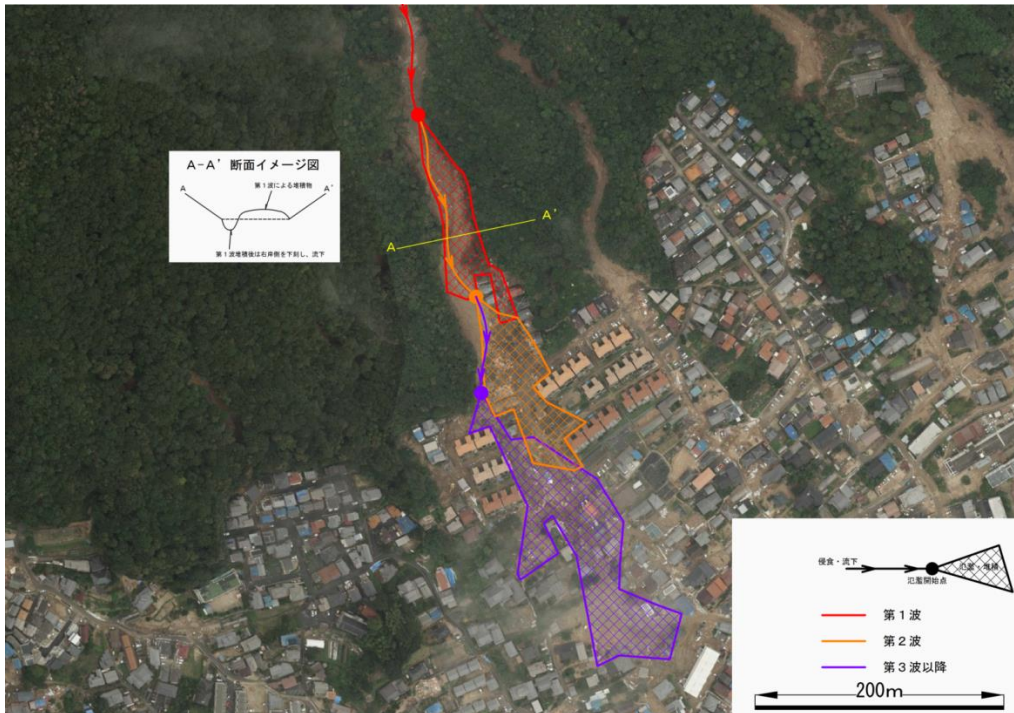 A-A' 断面イメージ図
第1波による堆積物
A
A'
第1波堆積後は右岸側を下刻し、流下
A
A'
侵食・流下
氾濫開始点
氾濫・堆積
第1波
第2波
第3波以降
200m